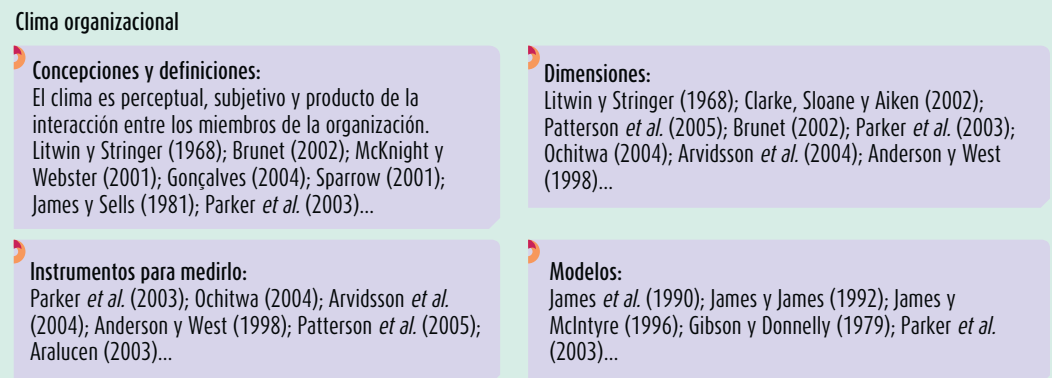 Clima organizacional
Concepciones y definiciones:
El clima es perceptual, subjetivo y producto de la
interacción entre los miembros de la organización.
Litwin y Stringer (1968); Brunet (2002); McKnight y
Webster (2001); Gonçalves (2004); Sparrow (2001);
James y Sells (1981); Parker et al. (2003)...
Dimensiones:
Litwin y Stringer (1968); Clarke, Sloane y Aiken (2002);
Patterson et al. (2005); Brunet (2002); Parker et al. (2003);
Ochitwa (2004); Arvidsson et al. (2004); Anderson y West
(1998)...
Instrumentos para medirlo:
Parker et al. (2003); Ochitwa (2004); Arvidsson et al.
(2004); Anderson y West (1998); Patterson et al. (2005);
Aralucen (2003)...
Modelos:
James et al. (1990); James y James (1992); James y
McIntyre (1996); Gibson y Donnelly (1979); Parker et al.
(2003)...